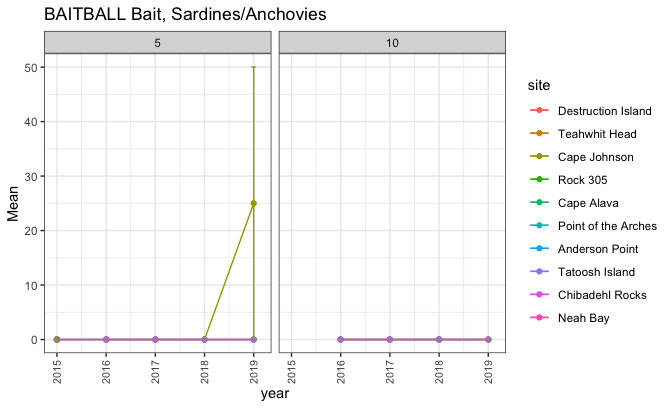 BAITBALL Bait, Sardines/Anchovies
5
10
Mean
50
40
30
20
10
0
2015
2016
2017
2018
2019
2015
2016
2017
2018
2019
year
site
Destruction Island
Teahwhit Head
Cape Johnson
Rock 305
Cape Alava
Point of the Arches
Anderson Point
Tatoosh Island
Chibadehl Rocks
Neah Bay